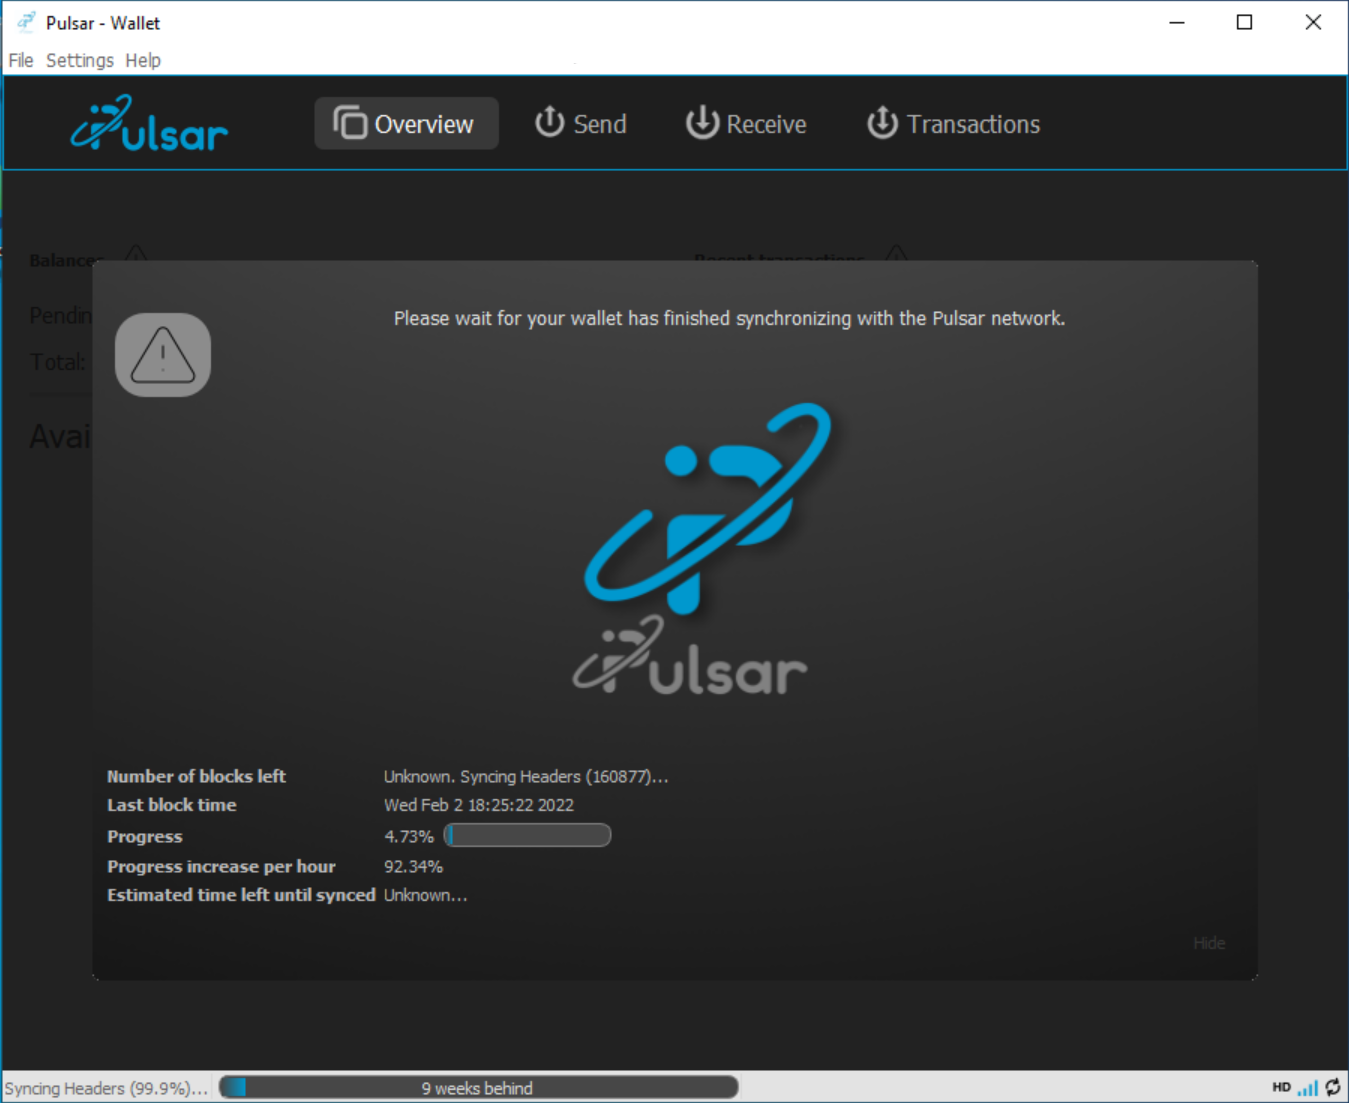 Pulsar - Wallet
File Settings Help
Pulsar Overview Send Receive Transactions
Balances Recent transactions
Please wait for your wallet has finished synchronizing with the Pulsar network.
Pendin
Total:
Avai
Pulsar
Number of blocks left Unknown. Syncing Headers (160877)...
Last block time Wed Feb 2 18:25:22 2022
Progress 4.73%
Progress increase per hour 92.34%
Estimated time left until synced Unknown...
Hide
Syncing Headers (99.9%)... 9 weeks behind HD